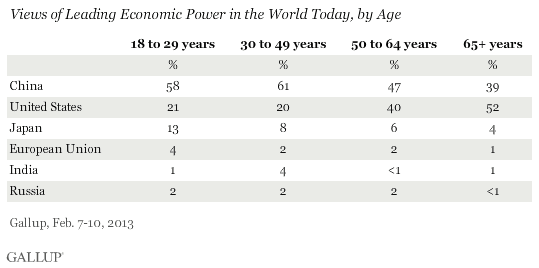 Views of Leading Economic Power in the World Today, by Age
18 to 29 years 30 to 49 years 50 to 64 years 65+ years
% % % %
China 58 61 47 39
United States 21 20 40 52
Japan 13 8 6 4
European Union 4 2 2 1
India 1 4 <1 1
Russia 2 2 2 <1
Gallup, Feb. 7-10, 2013
GALLUP®